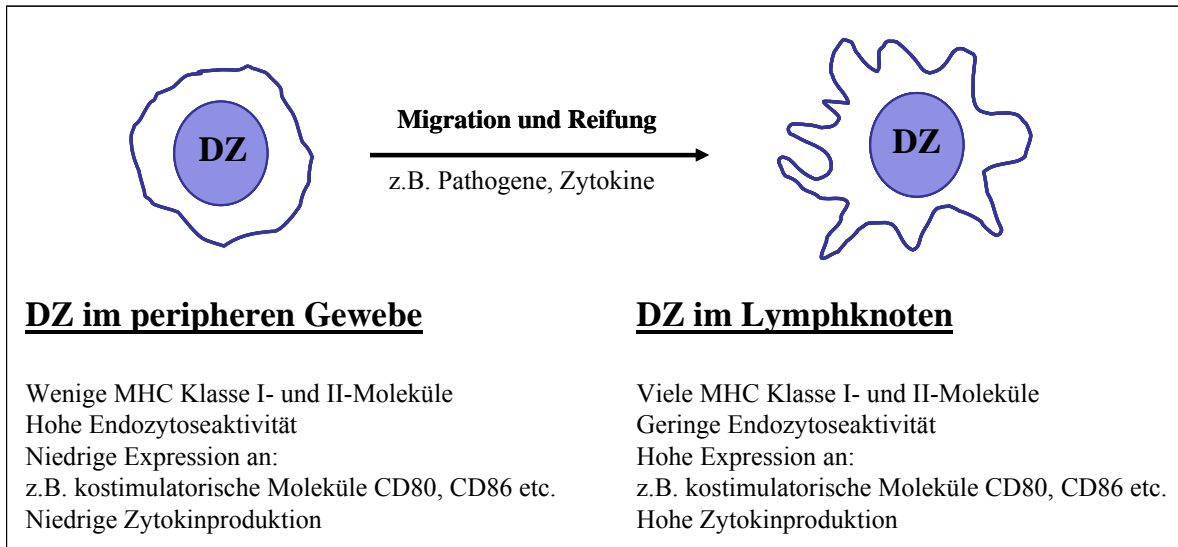 DZ
Migration und Reifung
z.B. Pathogene, Zytokine
DZ
DZ im peripheren Gewebe
Wenige MHC Klasse I- und II-Moleküle
Hohe Endozytoseaktivität
Niedrige Expression an:
z.B. kostimulatorische Moleküle CD80, CD86 etc.
Niedrige Zytokinproduktion
DZ im Lymphknoten
Viele MHC Klasse I- und II-Moleküle
Geringe Endozytoseaktivität
Hohe Expression an:
z.B. kostimulatorische Moleküle CD80, CD86 etc.
Hohe Zytokinproduktion